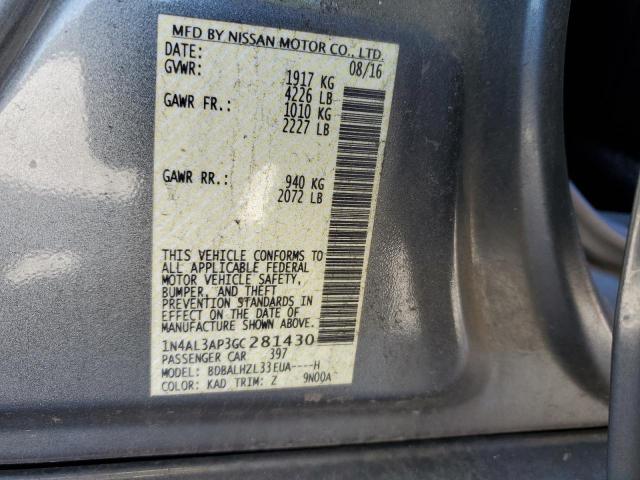 MFD BY NISSAN MOTOR CO., LTD.
DATE: 08/16
GVWR: 1917 KG
4226 LB
GAWR FR.: 1010 KG
2227 LB
GAWR RR.: 940 KG
2072 LB
THIS VEHICLE CONFORMS TO
ALL APPLICABLE FEDERAL
MOTOR VEHICLE SAFETY,
BUMPER, AND THEFT
PREVENTION STANDARDS IN
EFFECT ON THE DATE OF
MANUFACTURE SHOWN ABOVE.
1N4AL3AP3GC281430
PASSENGER CAR 397
MODEL: BDBALHZL33EUA----H
COLOR: KAD TRIM: Z 9N00A